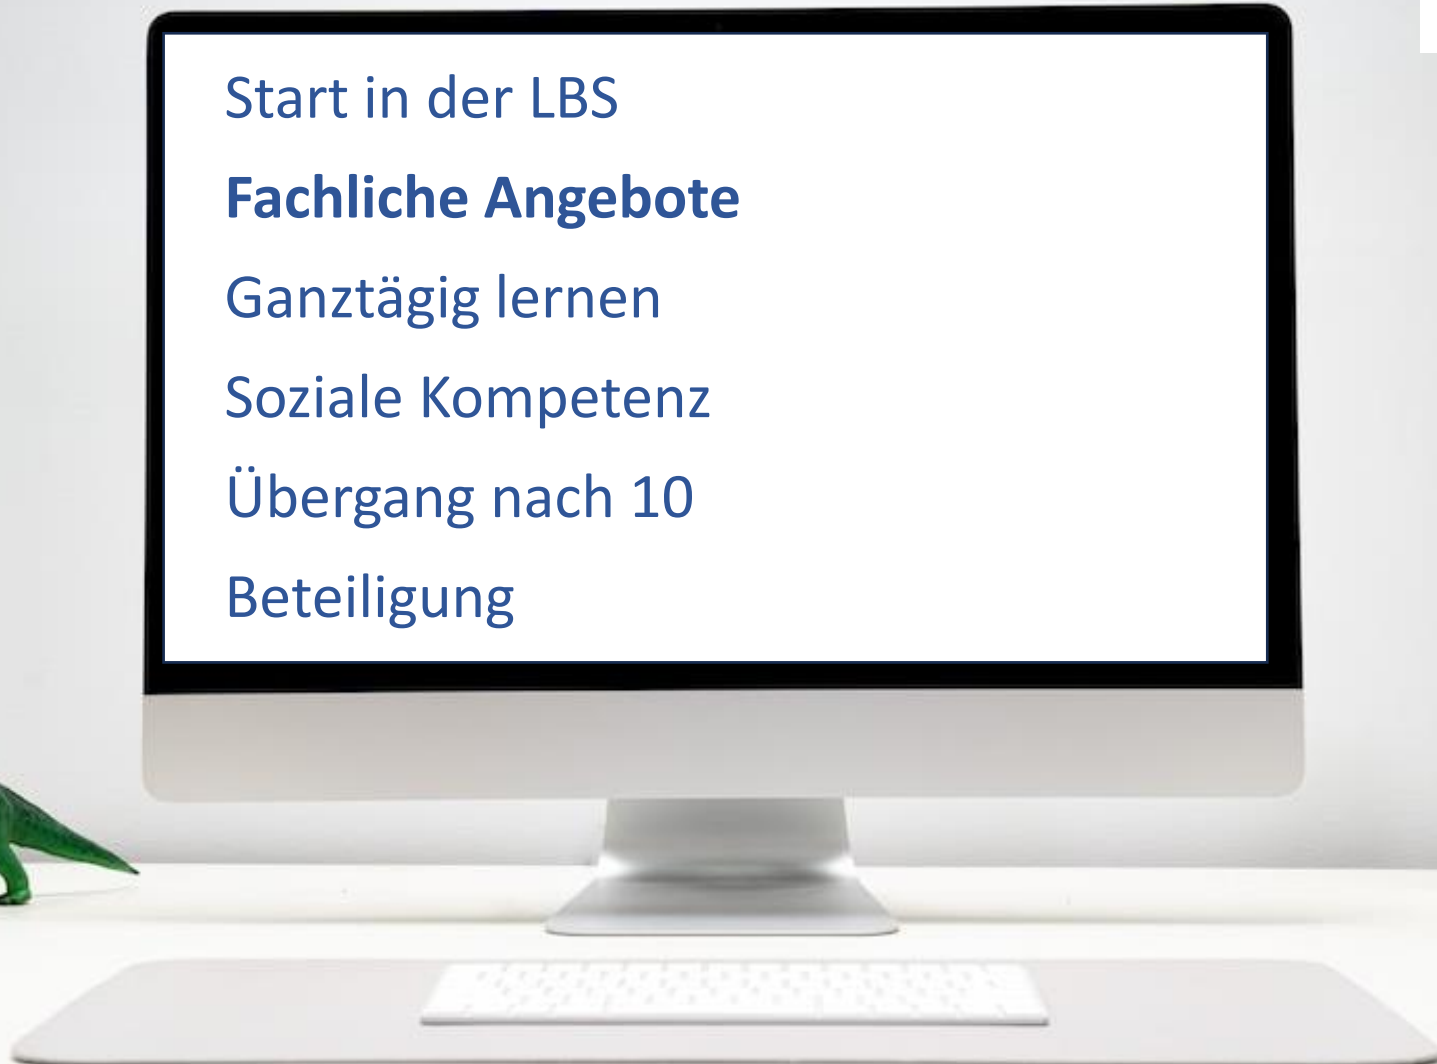 Start in der LBS
Fachliche Angebote
Ganztägig lernen
Soziale Kompetenz
Übergang nach 10
Beteiligung